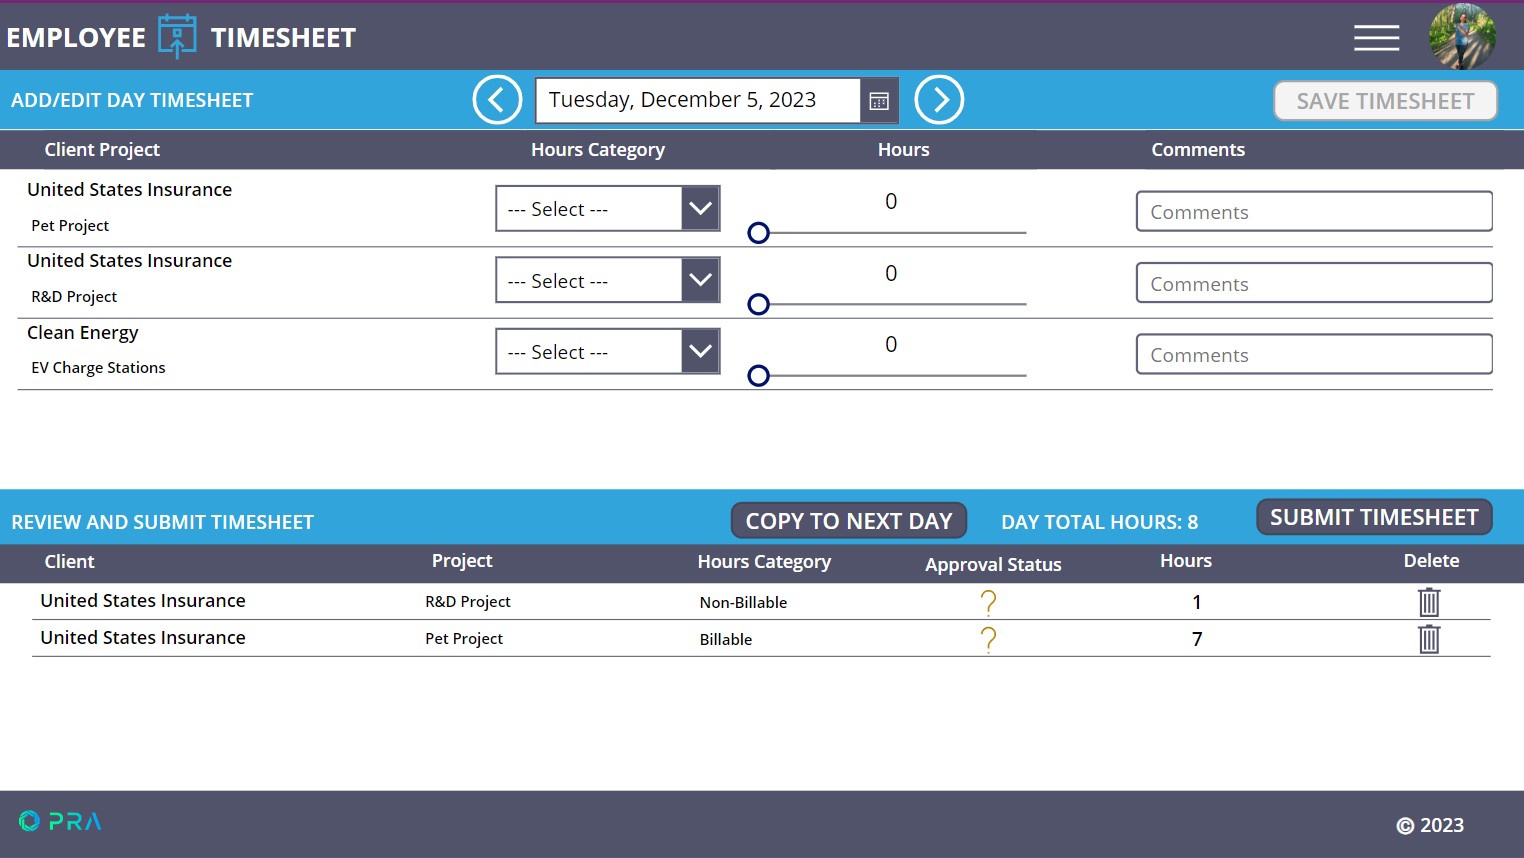 EMPLOYEE TIMESHEET
ADD/EDIT DAY TIMESHEET
Tuesday, December 5, 2023
SAVE TIMESHEET
Client Project Hours Category Hours Comments
United States Insurance
Pet Project
--- Select ---
0
Comments
United States Insurance
R&D Project
--- Select ---
0
Comments
Clean Energy
EV Charge Stations
--- Select ---
0
Comments
REVIEW AND SUBMIT TIMESHEET
COPY TO NEXT DAY
DAY TOTAL HOURS: 8
SUBMIT TIMESHEET
Client Project Hours Category Approval Status Hours Delete
United States Insurance R&D Project Non-Billable ? 1
United States Insurance Pet Project Billable ? 7
PRA
© 2023